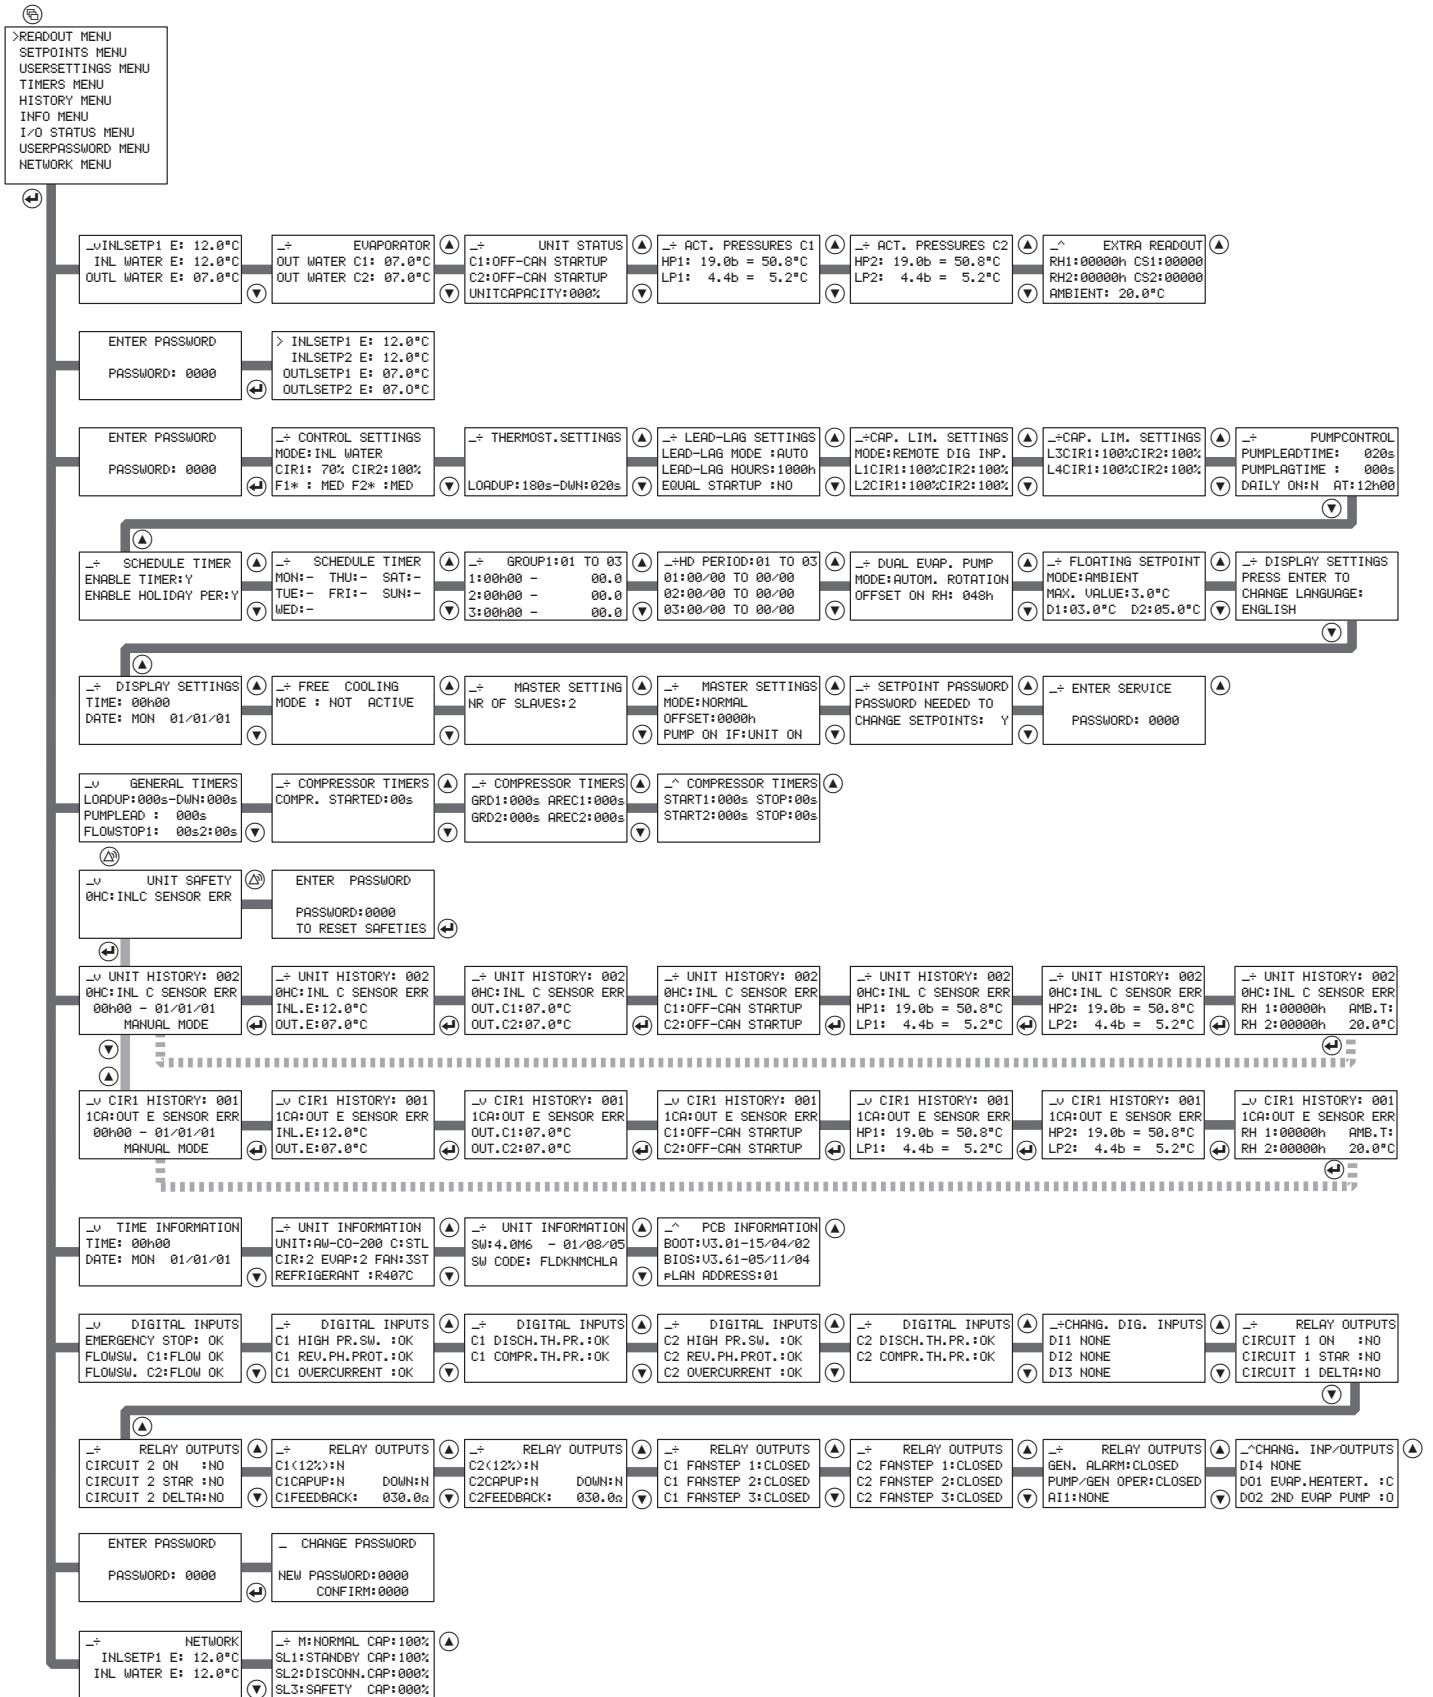 >READOUT MENU
SETPOINTS MENU
USERSETTINGS MENU
TIMERS MENU
HISTORY MENU
INFO MENU
I/O STATUS MENU
USERPASSWORD MENU
NETWORK MENU
_vINLSETP1 E: 12.0°C
INL WATER E: 12.0°C
OUTL WATER E: 07.0°C
_÷ EVAPORATOR
OUT WATER C1: 07.0°C
OUT WATER C2: 07.0°C
_÷ UNIT STATUS
C1:OFF-CAN STARTUP
C2:OFF-CAN STARTUP
UNITCAPACITY:000%
_÷ ACT. PRESSURES C1
HP1: 19.0b = 50.8°C
LP1: 4.4b = 5.2°C
_÷ ACT. PRESSURES C2
HP2: 19.0b = 50.8°C
LP2: 4.4b = 5.2°C
_^ EXTRA READOUT
RH1:00000h CS1:00000
RH2:00000h CS2:00000
AMBIENT: 20.0°C
ENTER PASSWORD
PASSWORD: 0000
> INLSETP1 E: 12.0°C
INLSETP2 E: 12.0°C
OUTLSETP1 E: 07.0°C
OUTLSETP2 E: 07.0°C
ENTER PASSWORD
PASSWORD: 0000
_÷ CONTROL SETTINGS
MODE:INL WATER
CIR1: 70% CIR2:100%
F1* : MED F2* :MED
_÷ THERMOST.SETTINGS
LOADUP:180s-DWN:020s
_÷ LEAD-LAG SETTINGS
LEAD-LAG MODE :AUTO
LEAD-LAG HOURS:1000h
EQUAL STARTUP :NO
_÷CAP. LIM. SETTINGS
MODE:REMOTE DIG INP.
L1CIR1:100%CIR2:100%
L2CIR1:100%CIR2:100%
_÷CAP. LIM. SETTINGS
L3CIR1:100%CIR2:100%
L4CIR1:100%CIR2:100%
_÷ PUMPCONTROL
PUMPLEADTIME: 020s
PUMPLAGTIME : 000s
DAILY ON:N AT:12h00
_÷ SCHEDULE TIMER
ENABLE TIMER:Y
ENABLE HOLIDAY PER:Y
_÷ SCHEDULE TIMER
MON:- THU:- SAT:-
TUE:- FRI:- SUN:-
WED:-
_÷ GROUP1:01 TO 03
1:00h00 - 00.0
2:00h00 - 00.0
3:00h00 - 00.0
_÷HD PERIOD:01 TO 03
01:00/00 TO 00/00
02:00/00 TO 00/00
03:00/00 TO 00/00
_÷ DUAL EVAP. PUMP
MODE:AUTOM. ROTATION
OFFSET ON RH: 048h
_÷ FLOATING SETPOINT
MODE:AMBIENT
MAX. VALUE:3.0°C
D1:03.0°C D2:05.0°C
_÷ DISPLAY SETTINGS
PRESS ENTER TO
CHANGE LANGUAGE:
ENGLISH
_÷ DISPLAY SETTINGS
TIME: 00h00
DATE: MON 01/01/01
_÷ FREE COOLING
MODE : NOT ACTIVE
_÷ MASTER SETTING
NR OF SLAVES:2
_÷ MASTER SETTINGS
MODE:NORMAL
OFFSET:0000h
PUMP ON IF:UNIT ON
_÷ SETPOINT PASSWORD
PASSWORD NEEDED TO
CHANGE SETPOINTS: Y
_÷ ENTER SERVICE
PASSWORD: 0000
_v GENERAL TIMERS
LOADUP:000s-DWN:000s
PUMPLEAD : 000s
FLOWSTOP1: 00s2:00s
_÷ COMPRESSOR TIMERS
COMPR. STARTED:00s
_÷ COMPRESSOR TIMERS
GRD1:000s AREC1:000s
GRD2:000s AREC2:000s
_^ COMPRESSOR TIMERS
START1:000s STOP:00s
START2:000s STOP:00s
_v UNIT SAFETY
0HC:INLC SENSOR ERR
ENTER PASSWORD
PASSWORD:0000
TO RESET SAFETIES
_v UNIT HISTORY: 002
0HC:INL C SENSOR ERR
00h00 - 01/01/01
MANUAL MODE
_÷ UNIT HISTORY: 002
0HC:INL C SENSOR ERR
INL.E:12.0°C
OUT.E:07.0°C
_÷ UNIT HISTORY: 002
0HC:INL C SENSOR ERR
OUT.C1:07.0°C
OUT.C2:07.0°C
_÷ UNIT HISTORY: 002
0HC:INL C SENSOR ERR
C1:OFF-CAN STARTUP
C2:OFF-CAN STARTUP
_÷ UNIT HISTORY: 002
0HC:INL C SENSOR ERR
HP1: 19.0b = 50.8°C
LP1: 4.4b = 5.2°C
_÷ UNIT HISTORY: 002
0HC:INL C SENSOR ERR
HP2: 19.0b = 50.8°C
LP2: 4.4b = 5.2°C
_÷ UNIT HISTORY: 002
0HC:INL C SENSOR ERR
RH 1:00000h AMB.T:
RH 2:00000h 20.0°C
_v CIR1 HISTORY: 001
1CA:OUT E SENSOR ERR
00h00 - 01/01/01
MANUAL MODE
_v CIR1 HISTORY: 001
1CA:OUT E SENSOR ERR
INL.E:12.0°C
OUT.E:07.0°C
_v CIR1 HISTORY: 001
1CA:OUT E SENSOR ERR
OUT.C1:07.0°C
OUT.C2:07.0°C
_v CIR1 HISTORY: 001
1CA:OUT E SENSOR ERR
C1:OFF-CAN STARTUP
C2:OFF-CAN STARTUP
_v CIR1 HISTORY: 001
1CA:OUT E SENSOR ERR
HP1: 19.0b = 50.8°C
LP1: 4.4b = 5.2°C
_v CIR1 HISTORY: 001
1CA:OUT E SENSOR ERR
HP2: 19.0b = 50.8°C
LP2: 4.4b = 5.2°C
_v CIR1 HISTORY: 001
1CA:OUT E SENSOR ERR
RH 1:00000h AMB.T:
RH 2:00000h 20.0°C
_v TIME INFORMATION
TIME: 00h00
DATE: MON 01/01/01
_÷ UNIT INFORMATION
UNIT:AW-CO-200 C:STL
CIR:2 EVAP:2 FAN:3ST
REFRIGERANT :R407C
_÷ UNIT INFORMATION
SW:4.0M6 - 01/08/05
SW CODE: FLDKNMCHLA
_^ PCB INFORMATION
BOOT:V3.01-15/04/02
BIOS:V3.61-05/11/04
pLAN ADDRESS:01
_v DIGITAL INPUTS
EMERGENCY STOP: OK
FLOWSW. C1:FLOW OK
FLOWSW. C2:FLOW OK
_÷ DIGITAL INPUTS
C1 HIGH PR.SW. :OK
C1 REV.PH.PROT.:OK
C1 OVERCURRENT :OK
_÷ DIGITAL INPUTS
C1 DISCH.TH.PR.:OK
C1 COMPR.TH.PR.:OK
_÷ DIGITAL INPUTS
C2 HIGH PR.SW. :OK
C2 REV.PH.PROT.:OK
C2 OVERCURRENT :OK
_÷ DIGITAL INPUTS
C2 DISCH.TH.PR.:OK
C2 COMPR.TH.PR.:OK
_÷CHANG. DIG. INPUTS
DI1 NONE
DI2 NONE
DI3 NONE
_÷ RELAY OUTPUTS
CIRCUIT 1 ON :NO
CIRCUIT 1 STAR :NO
CIRCUIT 1 DELTA:NO
_÷ RELAY OUTPUTS
CIRCUIT 2 ON :NO
CIRCUIT 2 STAR :NO
CIRCUIT 2 DELTA:NO
_÷ RELAY OUTPUTS
C1(12%):N
C1CAPUP:N DOWN:N
C1FEEDBACK: 030.0Ω
_÷ RELAY OUTPUTS
C2(12%):N
C2CAPUP:N DOWN:N
C2FEEDBACK: 030.0Ω
_÷ RELAY OUTPUTS
C1 FANSTEP 1:CLOSED
C1 FANSTEP 2:CLOSED
C1 FANSTEP 3:CLOSED
_÷ RELAY OUTPUTS
C2 FANSTEP 1:CLOSED
C2 FANSTEP 2:CLOSED
C2 FANSTEP 3:CLOSED
_÷ RELAY OUTPUTS
GEN. ALARM:CLOSED
PUMP/GEN OPER:CLOSED
AI1:NONE
_^CHANG. INP/OUTPUTS
DI4 NONE
DO1 EVAP.HEATERT. :C
DO2 2ND EVAP PUMP :O
ENTER PASSWORD
PASSWORD: 0000
_ CHANGE PASSWORD
NEW PASSWORD:0000
CONFIRM:0000
_÷ NETWORK
INLSETP1 E: 12.0°C
INL WATER E: 12.0°C
_÷ M:NORMAL CAP:100%
SL1:STANDBY CAP:100%
SL2:DISCONN.CAP:000%
SL3:SAFETY CAP:000%